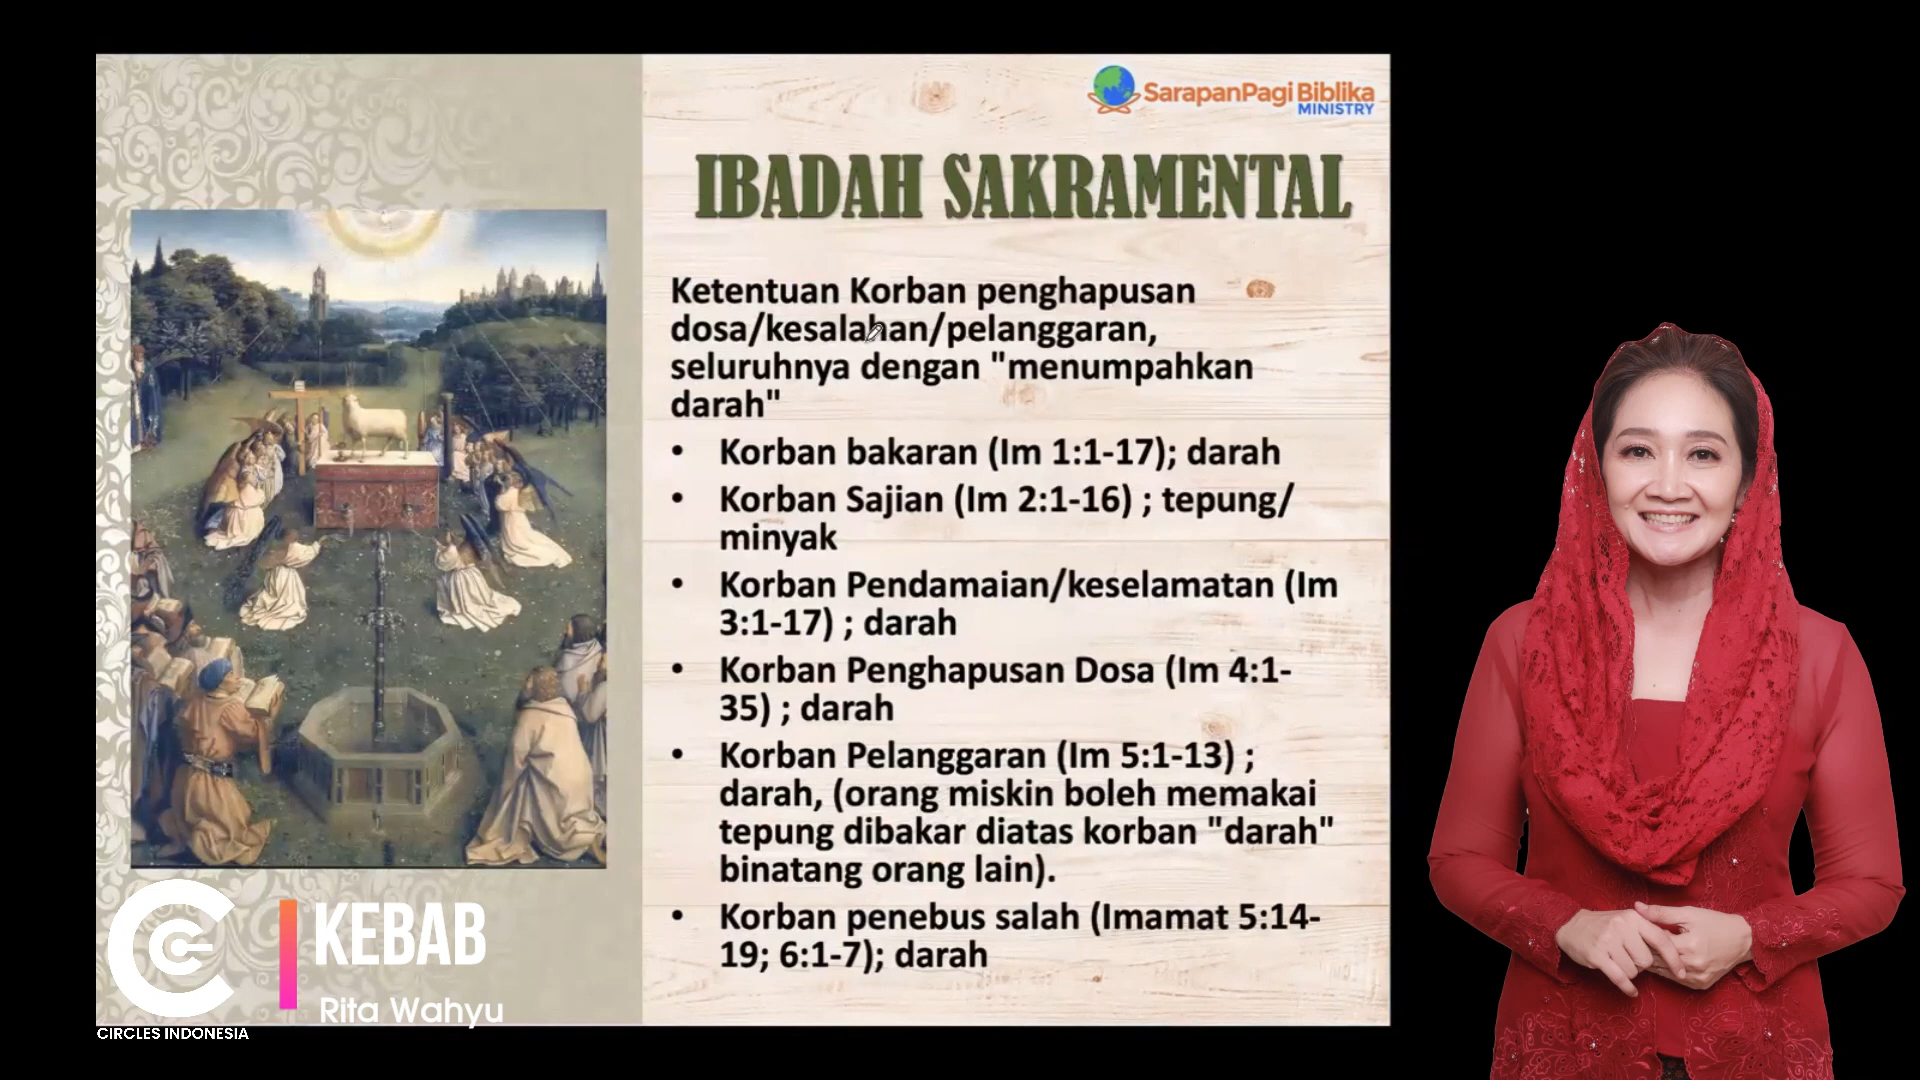 SarapanPagi Biblika
MINISTRY
IBADAH SAKRAMENTAL
Ketentuan Korban penghapusan
dosa/kesalahan/pelanggaran,
seluruhnya dengan "menumpahkan
darah"
• Korban bakaran (Im 1:1-17); darah
• Korban Sajian (Im 2:1-16) ; tepung/
minyak
• Korban Pendamaian/keselamatan (Im
3:1-17) ; darah
• Korban Penghapusan Dosa (Im 4:1-
35) ; darah
• Korban Pelanggaran (Im 5:1-13) ;
darah, (orang miskin boleh memakai
tepung dibakar diatas korban "darah"
binatang orang lain).
• Korban penebus salah (Imamat 5:14-
19; 6:1-7); darah
KEBAB
Rita Wahyu
CIRCLES INDONESIA